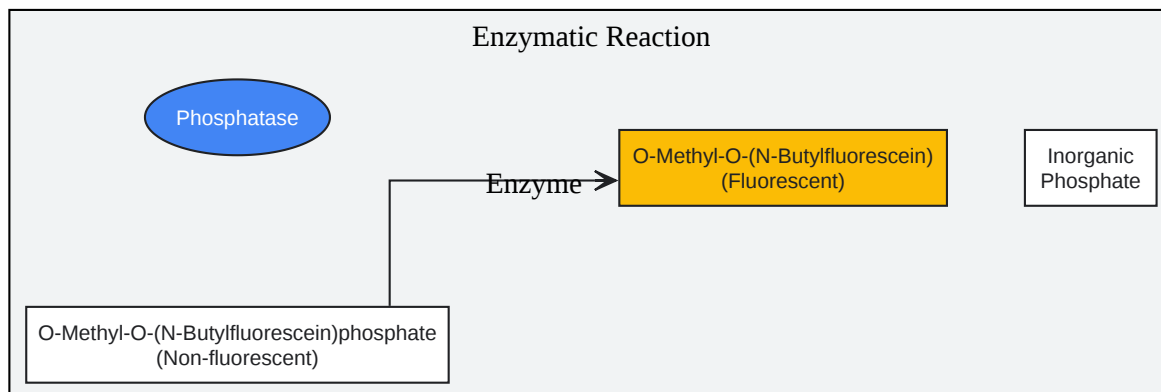 Enzymatic Reaction
Phosphatase
O-Methyl-O-(N-Butylfluorescein)
(Fluorescent)
Inorganic
Phosphate
Enzyme
O-Methyl-O-(N-Butylfluorescein)phosphate
(Non-fluorescent)